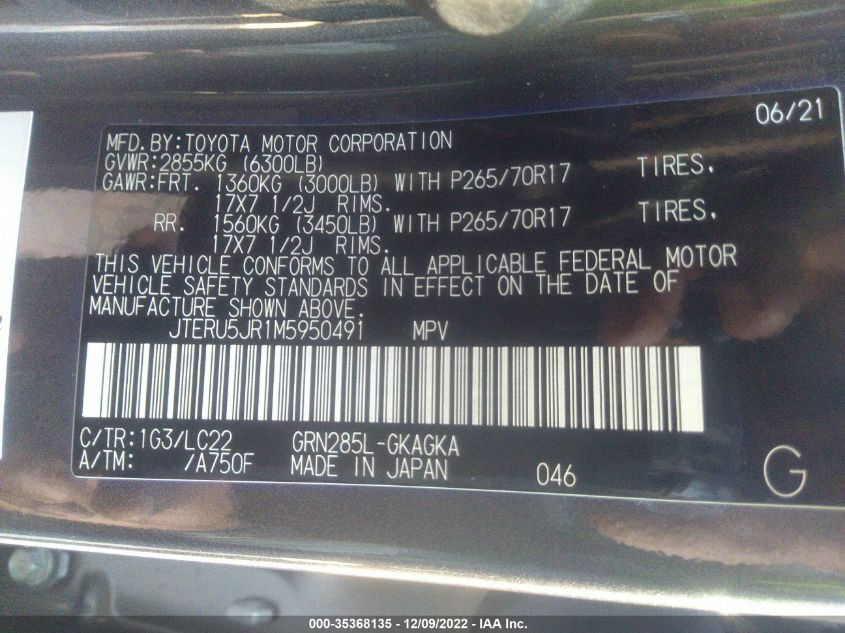 06/21
MFD.BY:TOYOTA MOTOR CORPORATION
GVWR:2855KG (6300LB)
GAWR:FRT. 1360KG (3000LB) WITH P265/70R17 TIRES.
17X7 1/2J RIMS.
RR. 1560KG (3450LB) WITH P265/70R17 TIRES.
17X7 1/2J RIMS.
THIS VEHICLE CONFORMS TO ALL APPLICABLE FEDERAL MOTOR
VEHICLE SAFETY STANDARDS IN EFFECT ON THE DATE OF
MANUFACTURE SHOWN ABOVE.
JTERU5JR1M5950491 MPV
C/TR:1G3/LC22 GRN285L-GKAGKA
A/TM: /A750F MADE IN JAPAN 046 G
000-35368135 - 12/09/2022 - IAA Inc.